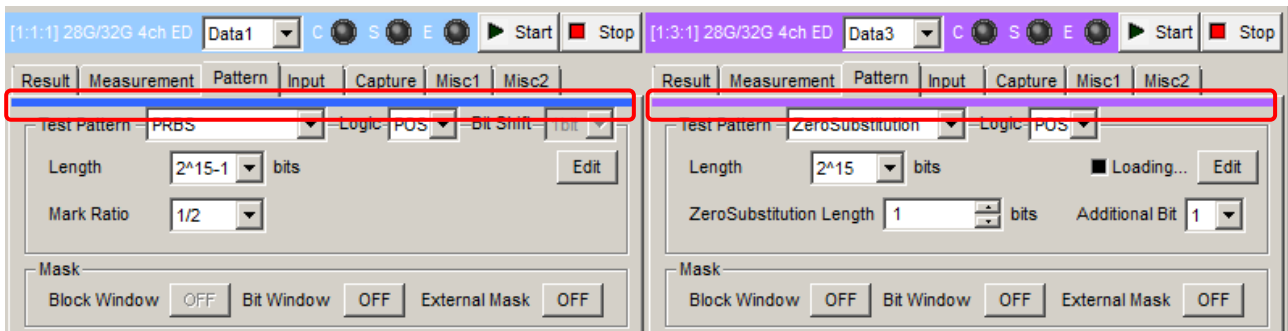 [1:1:1] 28G/32G 4ch ED Data1 C S E Start Stop
Result Measurement Pattern Input Capture Misc1 Misc2
Test Pattern PRBS Logic POS Bit Shift 1bit
Length 2^15-1 bits Edit
Mark Ratio 1/2
Mask
Block Window OFF Bit Window OFF External Mask OFF
[1:3:1] 28G/32G 4ch ED Data3 C S E Start Stop
Result Measurement Pattern Input Capture Misc1 Misc2
Test Pattern ZeroSubstitution Logic POS
Length 2^15 bits Loading... Edit
ZeroSubstitution Length 1 bits Additional Bit 1
Mask
Block Window OFF Bit Window OFF External Mask OFF